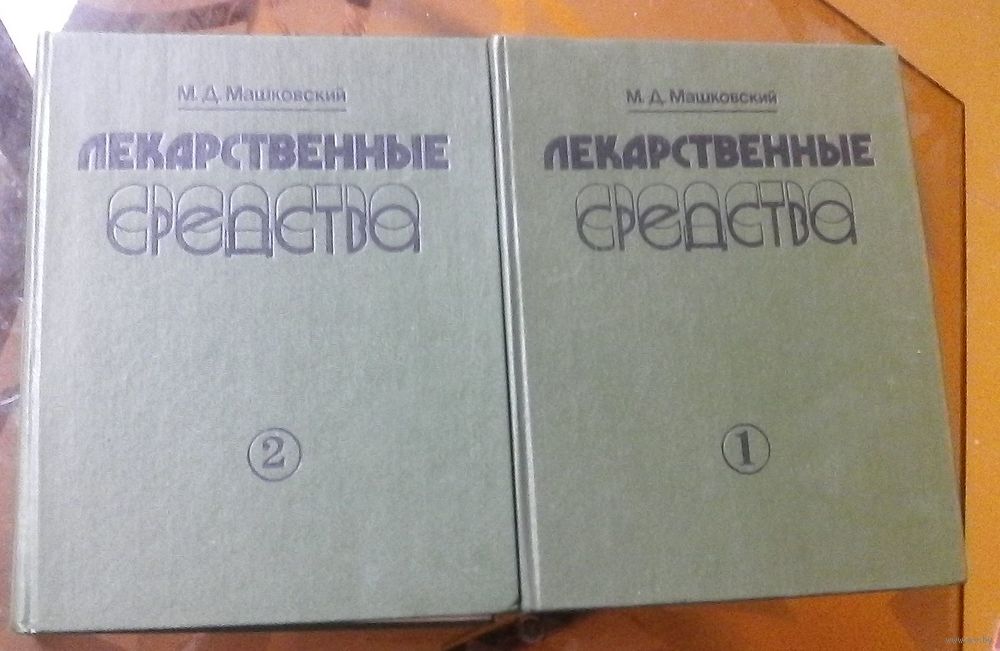 М. Д. Машковский
ЛЕКАРСТВЕННЫЕ
СРЕДСТВА
2
М. Д. Машковский
ЛЕКАРСТВЕННЫЕ
СРЕДСТВА
1